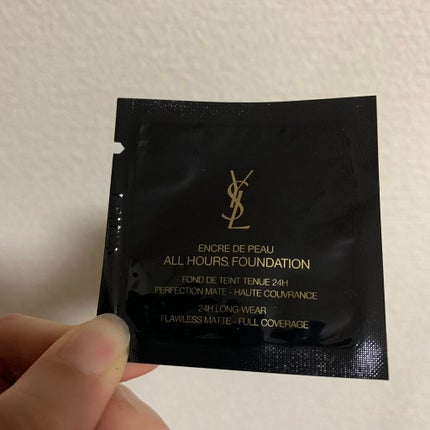 YSL
ENCRE DE PEAU
ALL HOURS FOUNDATION
FOND DE TEINT TENUE 24H
PERFECTION MATE - HAUTE COUVRANCE
24H LONG-WEAR
FLAWLESS MATTE - FULL COVERAGE